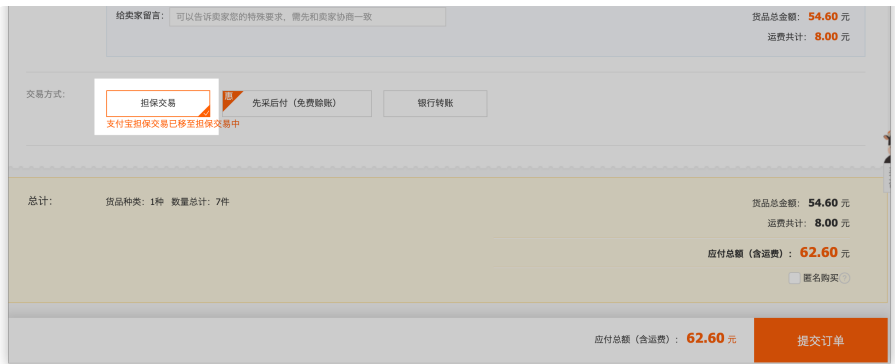 给卖家留言： 可以告诉卖家您的特殊要求，需先和卖家协商一致
货品总金额： 54.60 元
运费共计： 8.00 元
交易方式：
担保交易 惠 先采后付（免费赊账） 银行转账
支付宝担保交易已移至担保交易中
总计： 货品种类：1种 数量总计：7件
货品总金额： 54.60 元
运费共计： 8.00 元
应付总额（含运费）： 62.60 元
匿名购买 ?
应付总额（含运费）： 62.60 元 提交订单